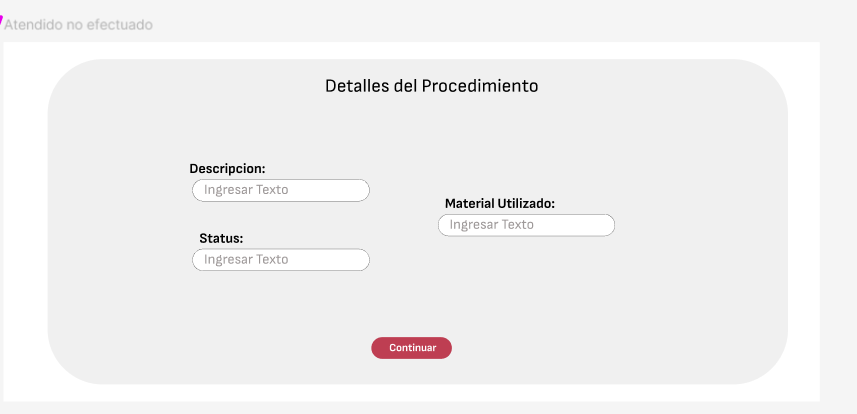 Atendido no efectuado
Detalles del Procedimiento
Descripcion:
Ingresar Texto
Material Utilizado:
Ingresar Texto
Status:
Ingresar Texto
Continuar